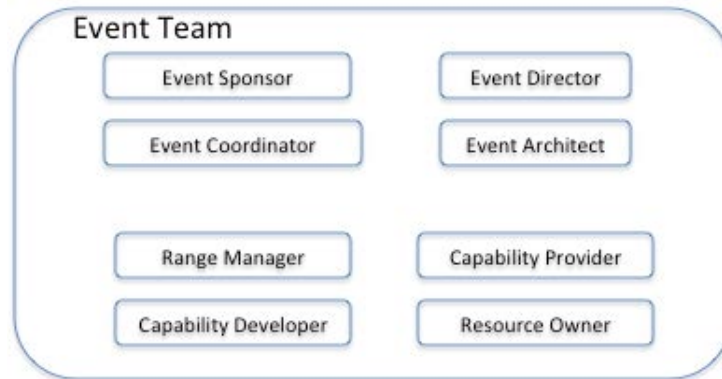 Event Team
Event Sponsor
Event Director
Event Coordinator
Event Architect
Range Manager
Capability Provider
Capability Developer
Resource Owner